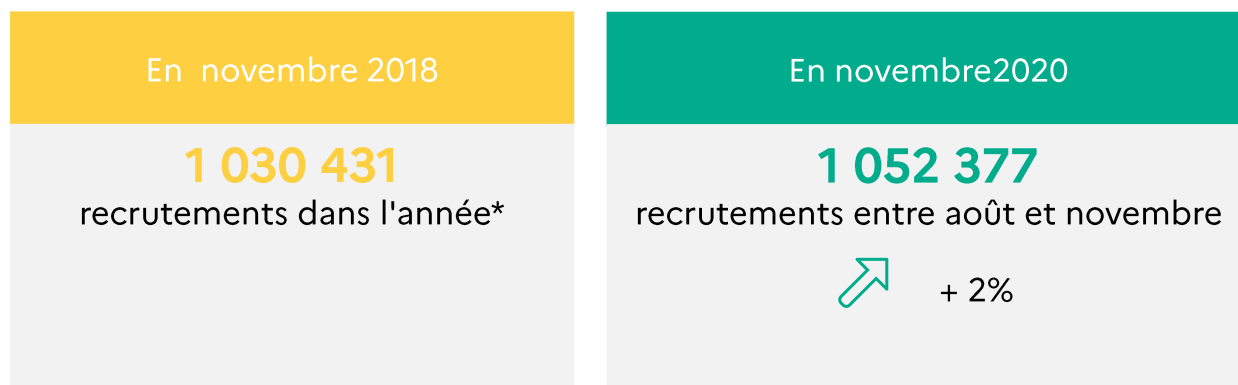 En novembre 2018
1 030 431
recrutements dans l'année*
En novembre2020
1 052 377
recrutements entre août et novembre
+ 2%